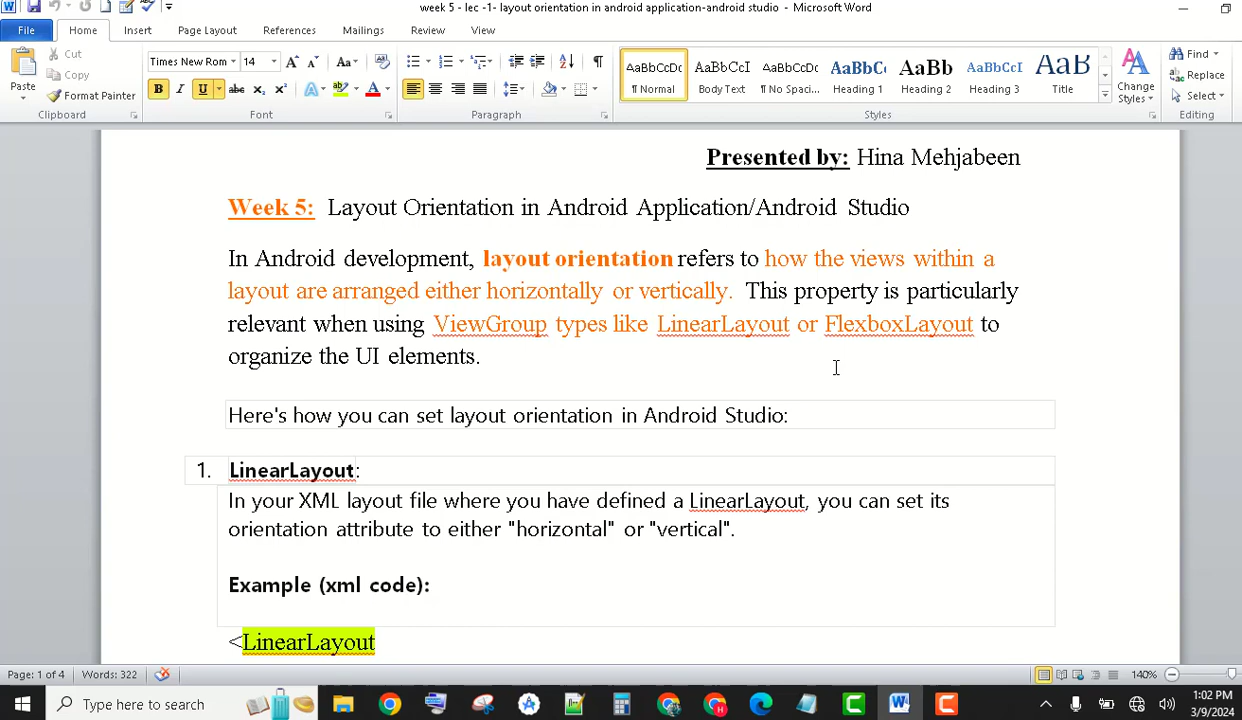 week 5 - lec -1- layout orientation in android application-android studio - Microsoft Word
File Home Insert Page Layout References Mailings Review View
Cut
Copy
Paste
Format Painter
Times New Rom 14
Aa
B I U abc x₂ x² A ab A
AaBbCcDc AaBbCcI AaBbCcDc AaBbC AaBb AaBbCcI AaB
¶ Normal Body Text ¶ No Spaci... Heading 1 Heading 2 Heading 3 Title
Change Styles
Find
Replace
Select
Clipboard Font Paragraph Styles Editing
Presented by: Hina Mehjabeen
Week 5: Layout Orientation in Android Application/Android Studio
In Android development, layout orientation refers to how the views within a
layout are arranged either horizontally or vertically. This property is particularly
relevant when using ViewGroup types like LinearLayout or FlexboxLayout to
organize the UI elements.
Here's how you can set layout orientation in Android Studio:
1. LinearLayout:
In your XML layout file where you have defined a LinearLayout, you can set its
orientation attribute to either "horizontal" or "vertical".
Example (xml code):
<LinearLayout
Page: 1 of 4 Words: 322 140%
Type here to search
1:02 PM
3/9/2024